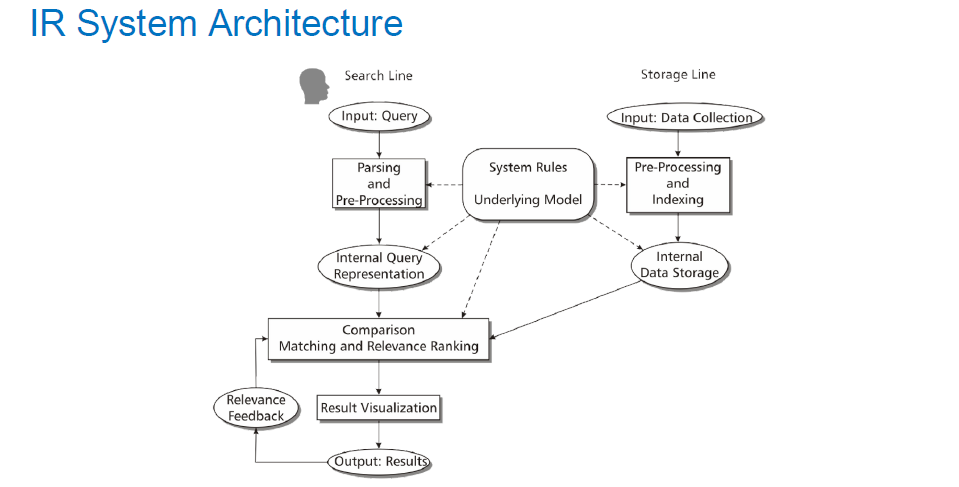 IR System Architecture
Search Line
Storage Line
Input: Query
Input: Data Collection
Parsing
and
Pre-Processing
System Rules
Underlying Model
Pre-Processing
and
Indexing
Internal Query
Representation
Internal
Data Storage
Comparison
Matching and Relevance Ranking
Relevance
Feedback
Result Visualization
Output: Results